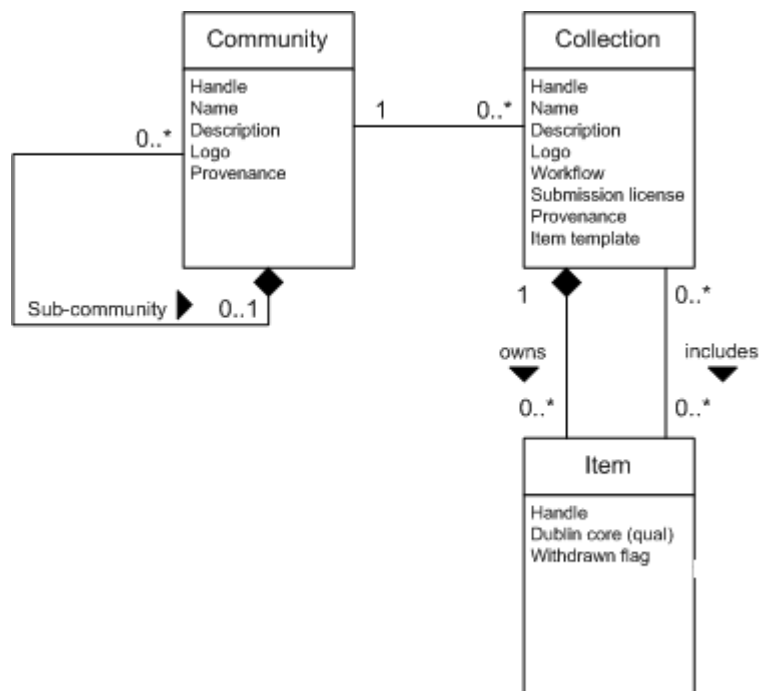 Community
Handle
Name
Description
Logo
Provenance
Collection
Handle
Name
Description
Logo
Workflow
Submission license
Provenance
Item template
1
0..*
0..*
Sub-community
0..1
1
0..*
owns
includes
0..*
0..*
Item
Handle
Dublin core (qual)
Withdrawn flag